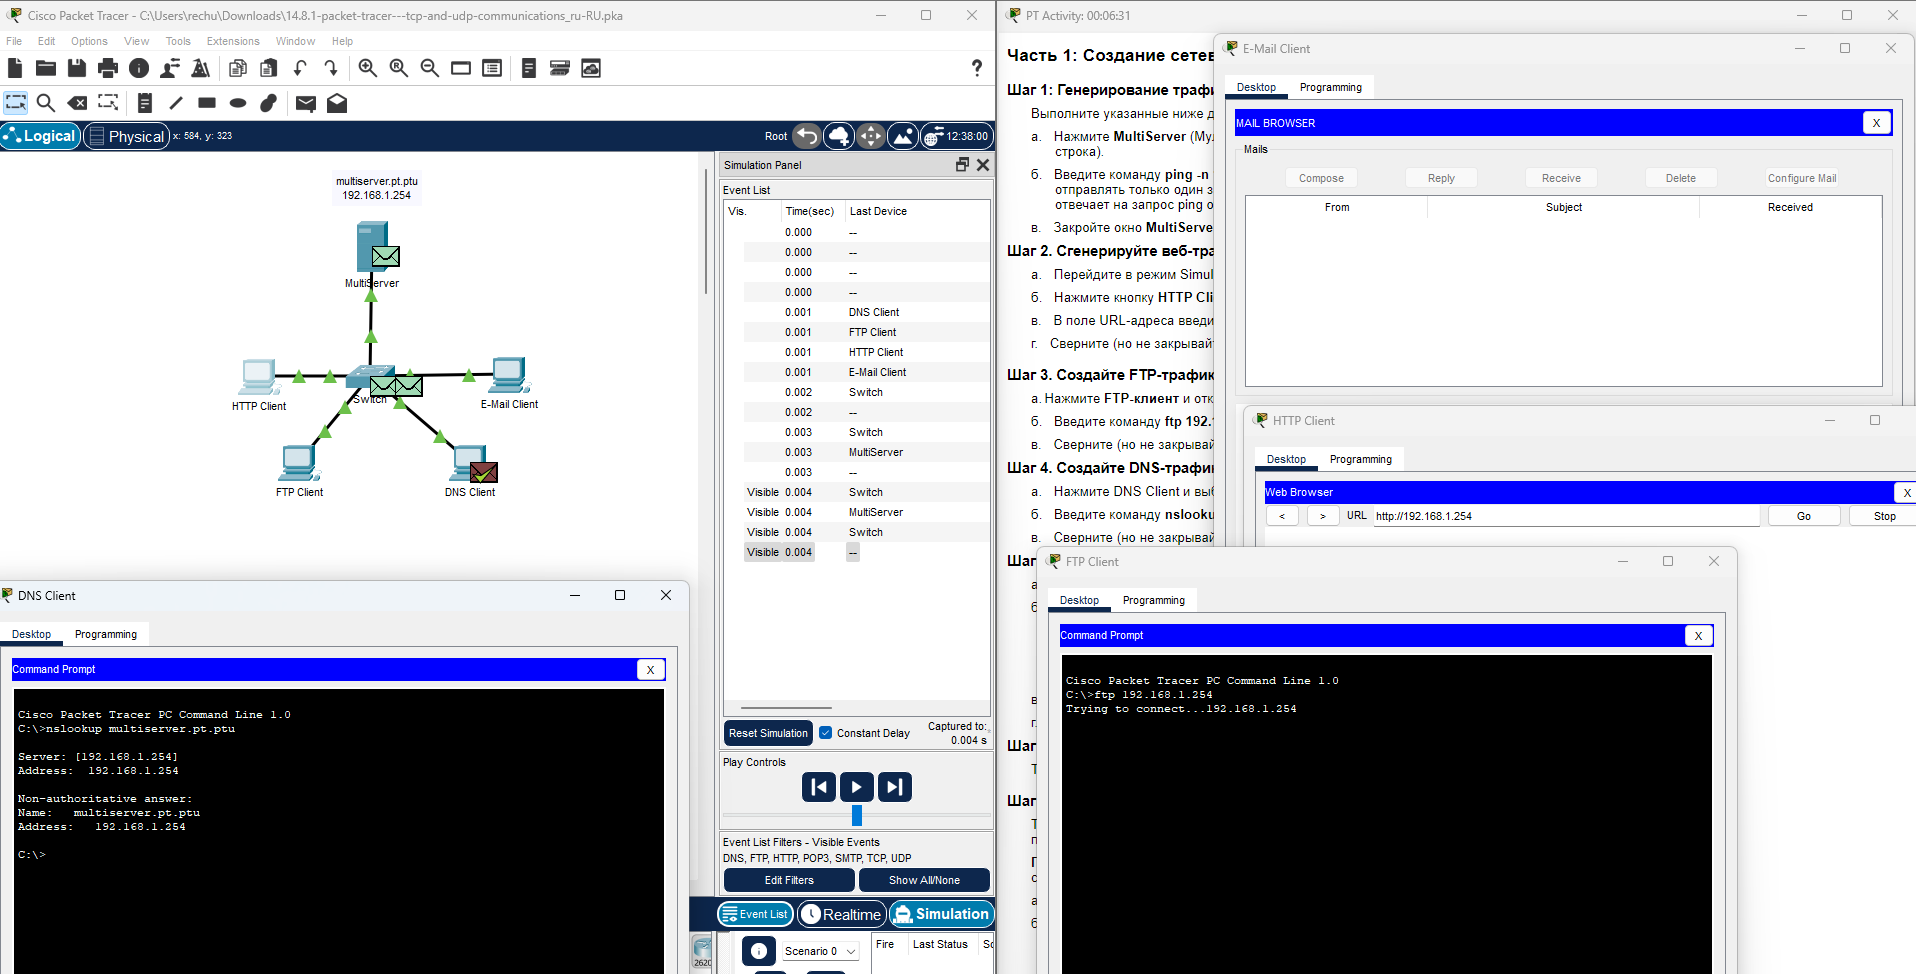 Cisco Packet Tracer - C:\Users\rechu\Downloads\14.8.1-packet-tracer---tcp-and-udp-communications_ru-RU.pka
File Edit Options View Tools Extensions Window Help
?
Logical Physical x: 584, y: 323
Root 12:38:00
multiserver.pt.ptu
192.168.1.254
MultiServer
HTTP Client
Switch
E-Mail Client
FTP Client
DNS Client
Simulation Panel
Event List
Vis. Time(sec) Last Device
0.000 --
0.000 --
0.000 --
0.000 --
0.001 DNS Client
0.001 FTP Client
0.001 HTTP Client
0.001 E-Mail Client
0.002 Switch
0.002 --
0.003 Switch
0.003 MultiServer
0.003 --
Visible 0.004 Switch
Visible 0.004 MultiServer
Visible 0.004 Switch
Visible 0.004 --
Reset Simulation Constant Delay Captured to:
0.004 s
Play Controls
Event List Filters - Visible Events
DNS, FTP, HTTP, POP3, SMTP, TCP, UDP
Edit Filters Show All/None
Event List Realtime Simulation
Scenario 0 Fire Last Status
DNS Client
Desktop Programming
Command Prompt X
Cisco Packet Tracer PC Command Line 1.0
C:\>nslookup multiserver.pt.ptu
Server: [192.168.1.254]
Address: 192.168.1.254
Non-authoritative answer:
Name: multiserver.pt.ptu
Address: 192.168.1.254
C:\>
PT Activity: 00:06:31
Часть 1: Создание сетев
Шаг 1: Генерирование трафи
Выполните указанные ниже д
а. Нажмите MultiServer (Мул
строка).
б. Введите команду ping -n
отправлять только один з
отвечает на запрос ping о
в. Закройте окно MultiServe
Шаг 2. Сгенерируйте веб-тра
а. Перейдите в режим Simul
б. Нажмите кнопку HTTP Cli
в. В поле URL-адреса введи
г. Сверните (но не закрывай
Шаг 3. Создайте FTP-трафик
а. Нажмите FTP-клиент и отк
б. Введите команду ftp 192.
в. Сверните (но не закрывай
Шаг 4. Создайте DNS-трафик
а. Нажмите DNS Client и выб
б. Введите команду nslooku
в. Сверните (но не закрывай
Шаг
Шаг
Шаг
E-Mail Client
Desktop Programming
MAIL BROWSER X
Mails
Compose Reply Receive Delete Configure Mail
From Subject Received
HTTP Client
Desktop Programming
Web Browser X
< > URL http://192.168.1.254 Go Stop
FTP Client
Desktop Programming
Command Prompt X
Cisco Packet Tracer PC Command Line 1.0
C:\>ftp 192.168.1.254
Trying to connect...192.168.1.254